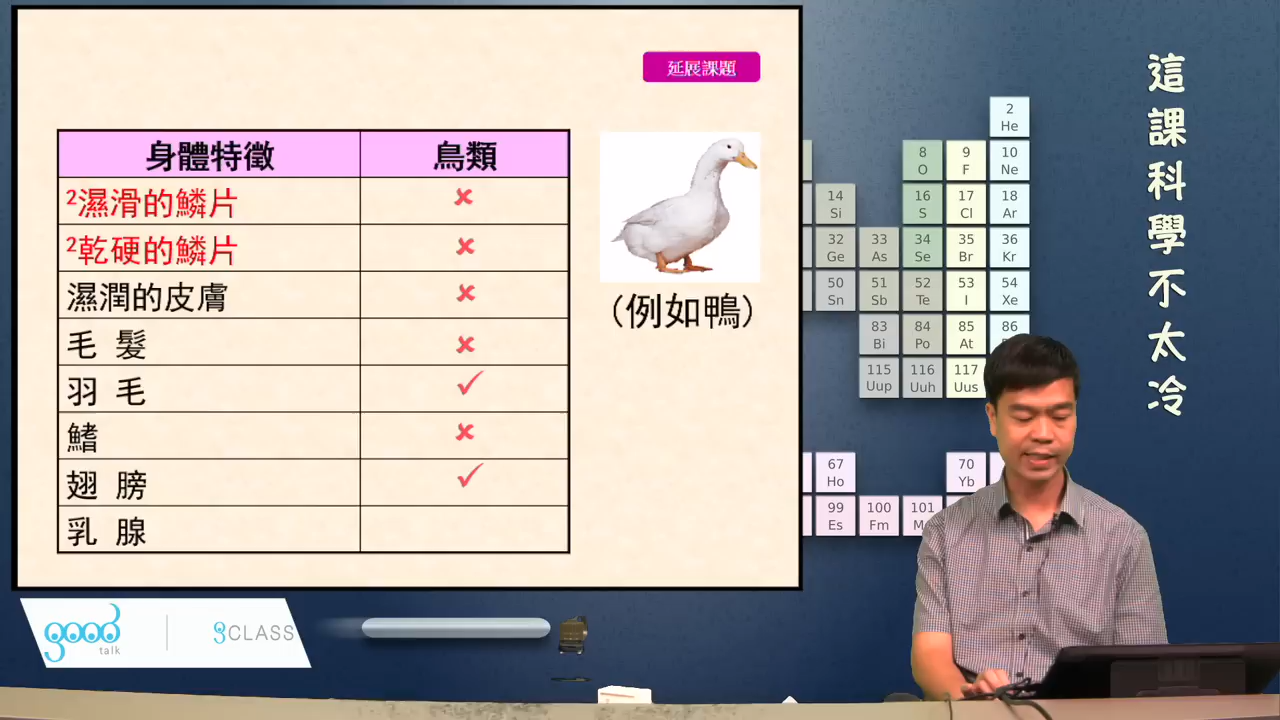 延展課題
身體特徵 鳥類
²濕滑的鱗片 ×
²乾硬的鱗片 ×
濕潤的皮膚 ×
毛 髮 ×
羽 毛 ✓
鰭 ×
翅 膀 ✓
乳 腺
(例如鴨)
這課科學不太冷
2
He
8 9 10
O F Ne
14 16 17 18
Si S Cl Ar
32 33 34 35 36
Ge As Se Br Kr
50 51 52 53 54
Sn Sb Te I Xe
83 84 85 86
Bi Po At
115 116 117
Uup Uuh Uus
67 70
Ho Yb
99 100 101
Es Fm
good
talk
CLASS